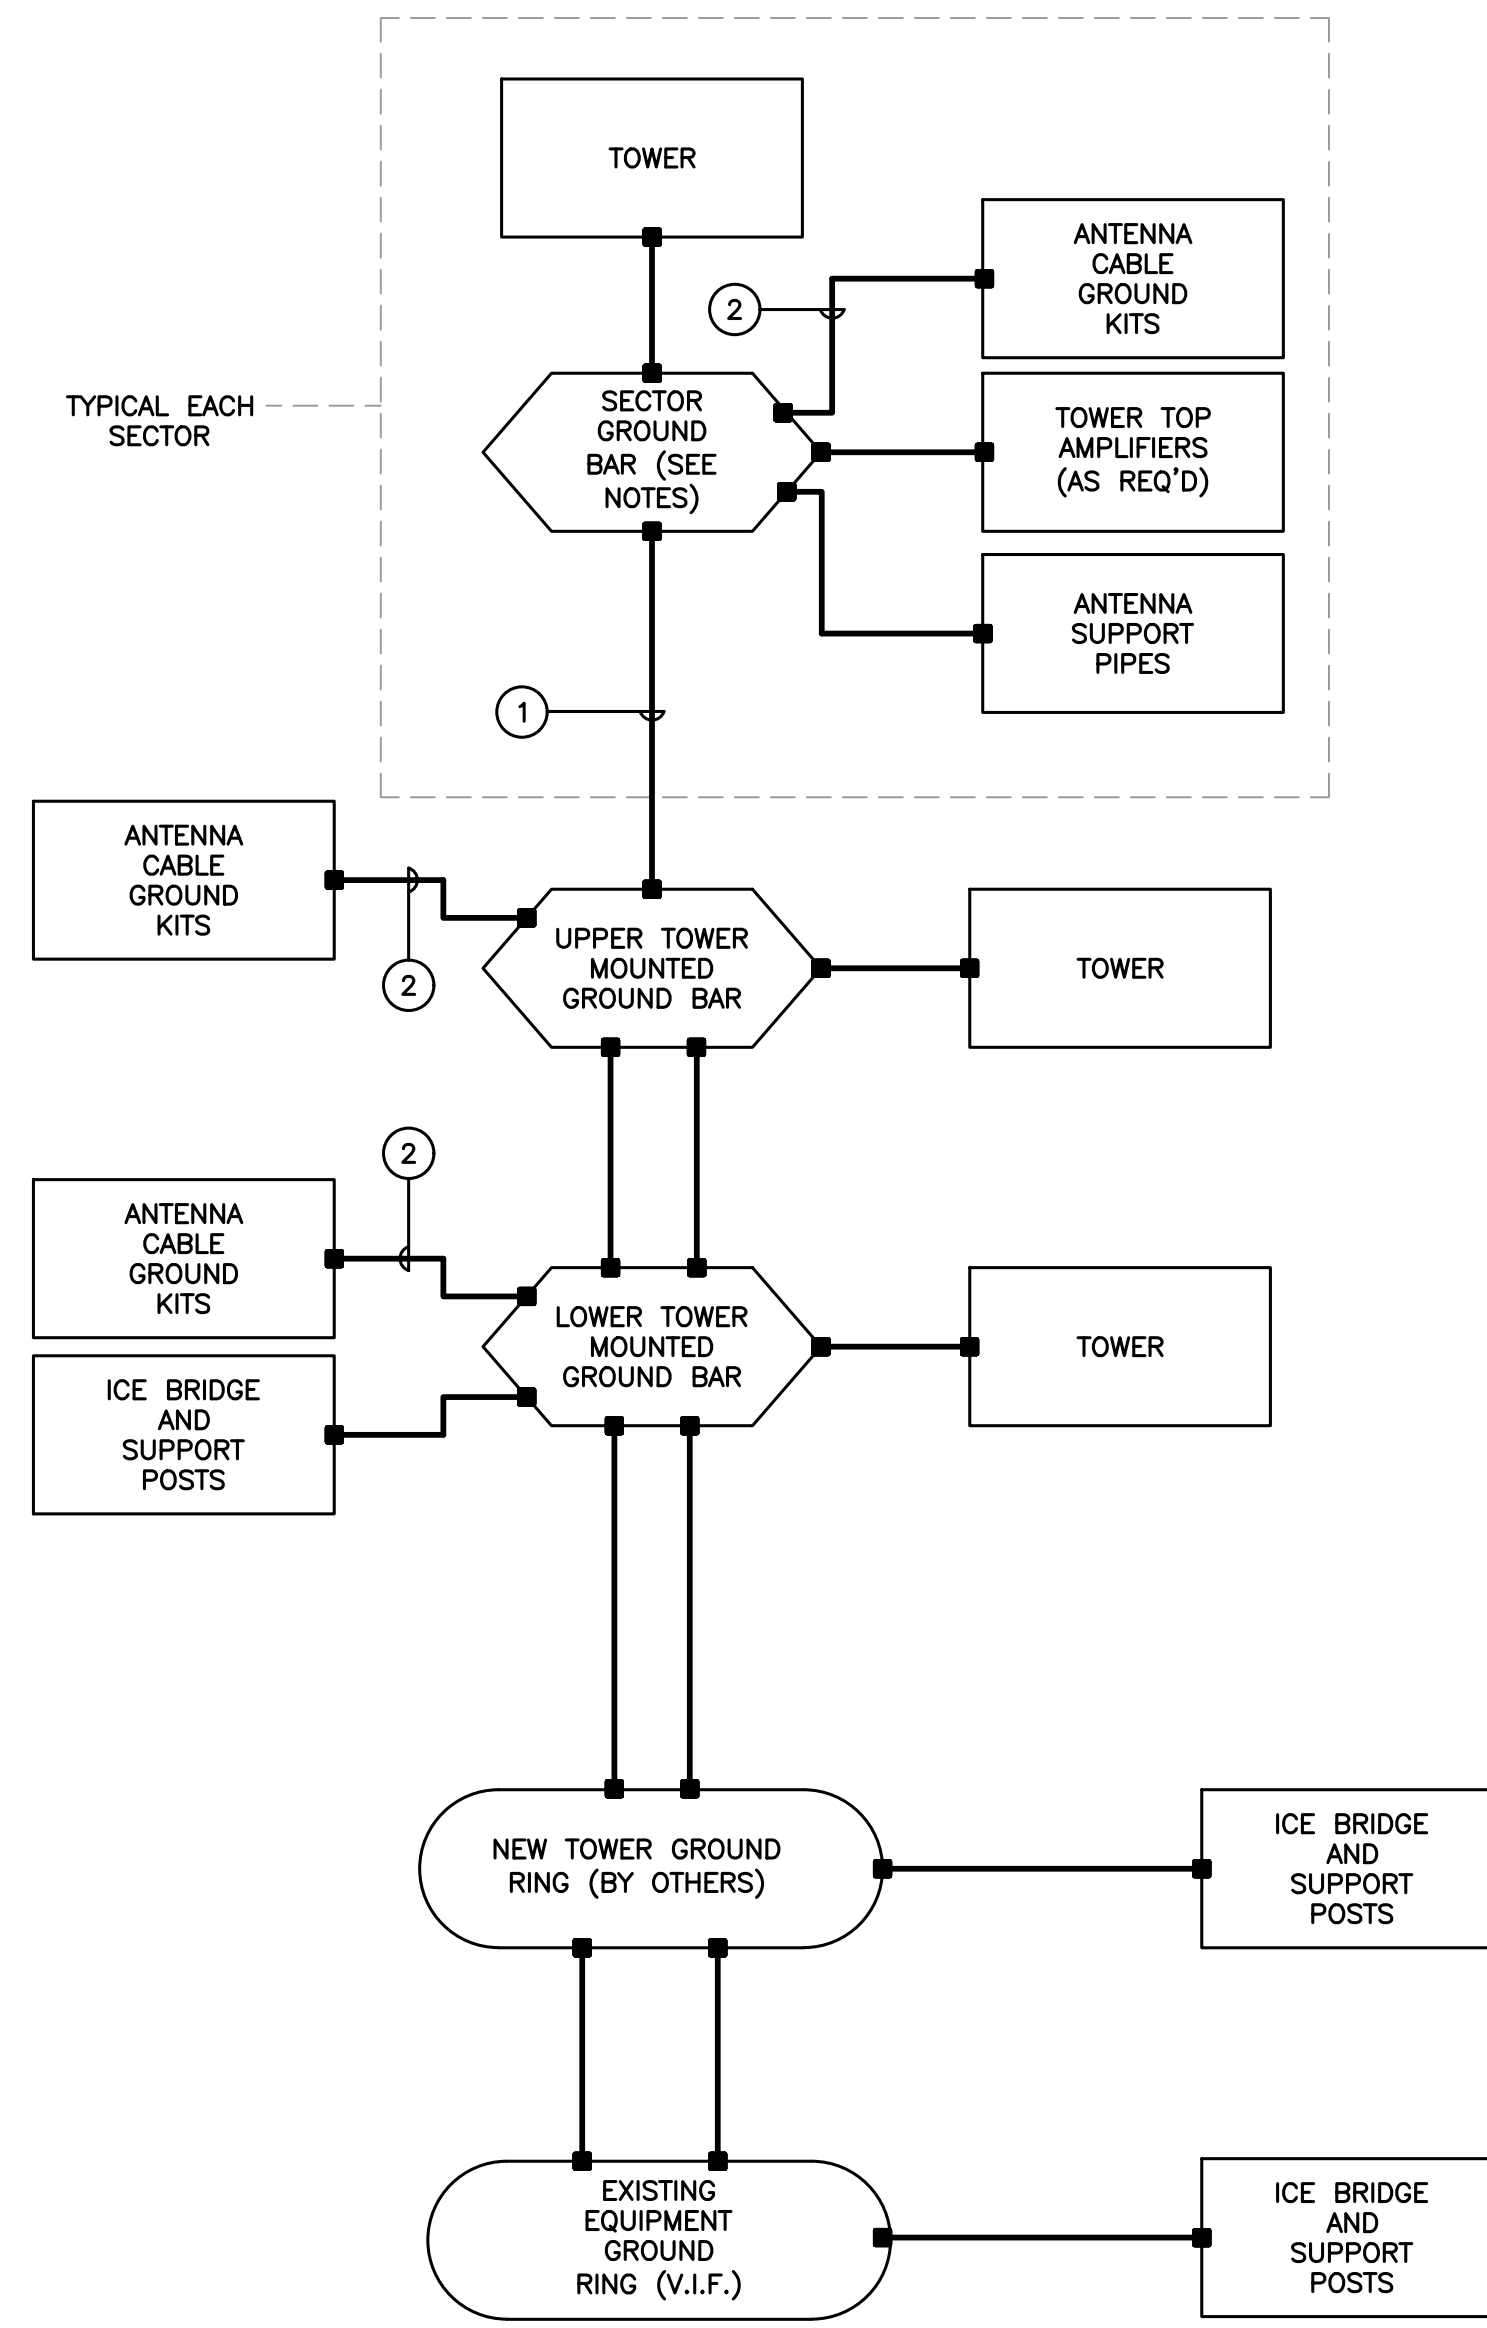 TOWER
ANTENNA
CABLE
GROUND
KITS
2
TYPICAL EACH
SECTOR
SECTOR
GROUND
BAR (SEE
NOTES)
TOWER TOP
AMPLIFIERS
(AS REQ'D)
ANTENNA
SUPPORT
PIPES
1
ANTENNA
CABLE
GROUND
KITS
2
UPPER TOWER
MOUNTED
GROUND BAR
TOWER
2
ANTENNA
CABLE
GROUND
KITS
LOWER TOWER
MOUNTED
GROUND BAR
TOWER
ICE BRIDGE
AND
SUPPORT
POSTS
NEW TOWER GROUND
RING (BY OTHERS)
ICE BRIDGE
AND
SUPPORT
POSTS
EXISTING
EQUIPMENT
GROUND
RING (V.I.F.)
ICE BRIDGE
AND
SUPPORT
POSTS